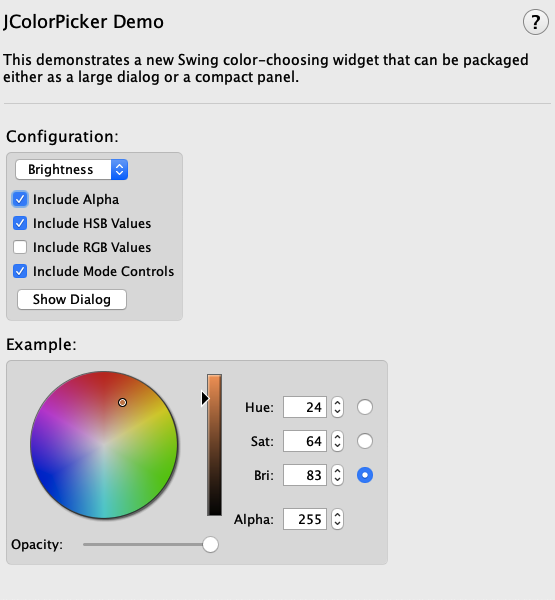 JColorPicker Demo
?
This demonstrates a new Swing color-choosing widget that can be packaged
either as a large dialog or a compact panel.
Configuration:
Brightness
Include Alpha
Include HSB Values
Include RGB Values
Include Mode Controls
Show Dialog
Example:
Hue: 24
Sat: 64
Bri: 83
Alpha: 255
Opacity: